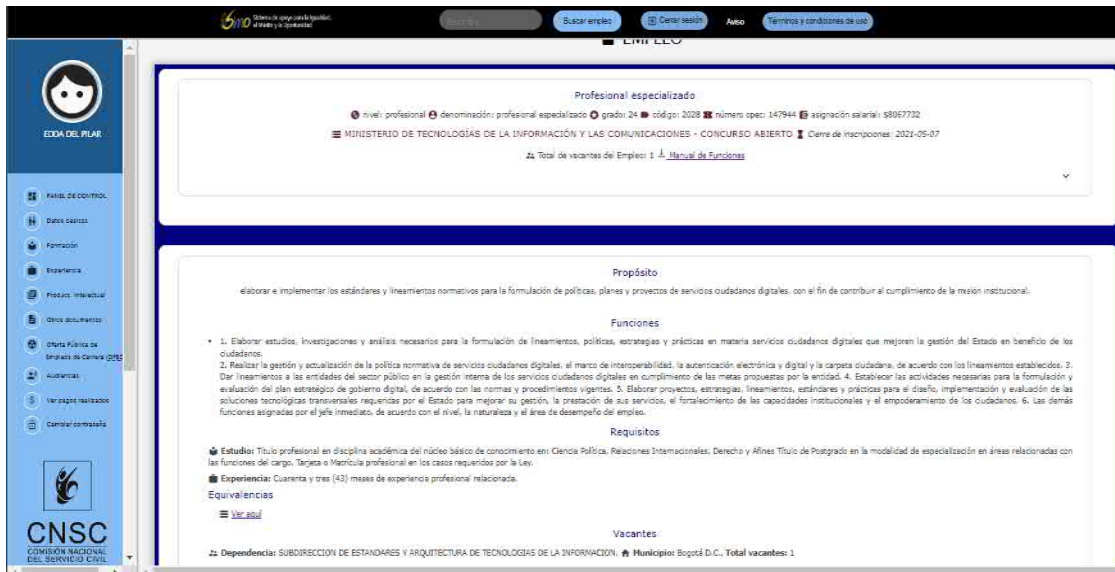 Simo Sistema de apoyo para la Igualdad,
el Mérito y la Oportunidad
Buscar empleo
Cerrar sesión
Aviso
Términos y condiciones de uso
EMPLEO
EDDA DEL PILAR
PANEL DE CONTROL
Datos básicos
Formación
Experiencia
Product. intelectual
Otros documentos
Oferta Pública de
Empleos de Carrera (OPEC
Audiencias
Ver pagos realizados
Cambiar contraseña
CNSC
COMISIÓN NACIONAL
DEL SERVICIO CIVIL
Profesional especializado
nivel: profesional denominación: profesional especializado grado: 24 código: 2028 número opec: 147944 asignación salarial: $8067732
MINISTERIO DE TECNOLOGÍAS DE LA INFORMACIÓN Y LAS COMUNICACIONES - CONCURSO ABIERTO Cierre de inscripciones: 2021-05-07
Total de vacantes del Empleo: 1 Manual de Funciones
Propósito
elaborar e implementar los estándares y lineamientos normativos para la formulación de políticas, planes y proyectos de servicios ciudadanos digitales, con el fin de contribuir al cumplimiento de la misión institucional.
Funciones
• 1. Elaborar estudios, investigaciones y análisis necesarios para la formulación de lineamientos, políticas, estrategias y prácticas en materia servicios ciudadanos digitales que mejoren la gestión del Estado en beneficio de los
ciudadanos.
2. Realizar la gestión y actualización de la política normativa de servicios ciudadanos digitales, el marco de interoperabilidad, la autenticación electrónica y digital y la carpeta ciudadana, de acuerdo con los lineamientos establecidos. 3.
Dar lineamientos a las entidades del sector público en la gestión interna de los servicios ciudadanos digitales en cumplimiento de las metas propuestas por la entidad. 4. Establecer las actividades necesarias para la formulación y
evaluación del plan estratégico de gobierno digital, de acuerdo con las normas y procedimientos vigentes. 5. Elaborar proyectos, estrategias, lineamientos, estándares y prácticas para el diseño, implementación y evaluación de las
soluciones tecnológicas transversales requeridas por el Estado para mejorar su gestión, la prestación de sus servicios, el fortalecimiento de las capacidades institucionales y el empoderamiento de los ciudadanos. 6. Las demás
funciones asignadas por el jefe inmediato, de acuerdo con el nivel, la naturaleza y el área de desempeño del empleo.
Requisitos
Estudio: Título profesional en disciplina académica del núcleo básico de conocimiento en: Ciencia Política, Relaciones Internacionales, Derecho y Afines Título de Postgrado en la modalidad de especialización en áreas relacionadas con
las funciones del cargo. Tarjeta o Matrícula profesional en los casos requeridos por la Ley.
Experiencia: Cuarenta y tres (43) meses de experiencia profesional relacionada.
Equivalencias
Ver aquí
Vacantes
Dependencia: SUBDIRECCION DE ESTANDARES Y ARQUITECTURA DE TECNOLOGIAS DE LA INFORMACION, Municipio: Bogotá D.C., Total vacantes: 1